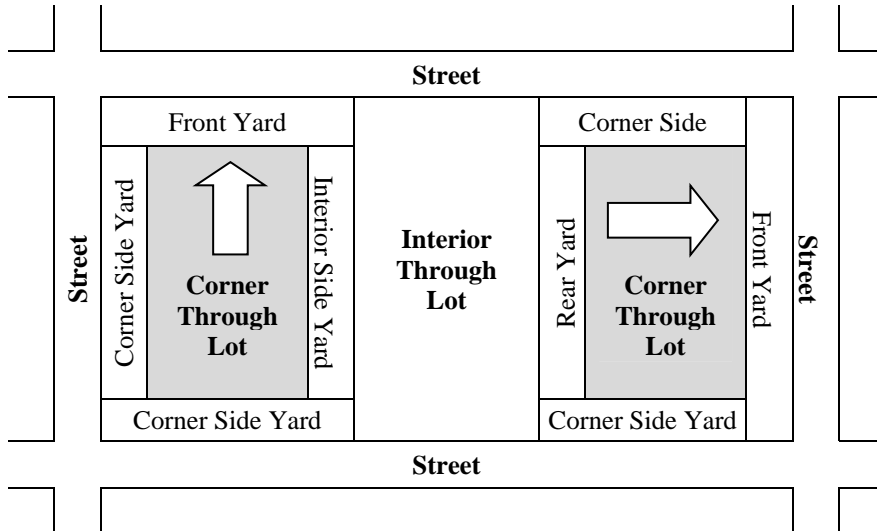 Street
Front Yard
Corner Side
Street
Corner Side Yard
Corner
Through
Lot
Interior Side Yard
Interior
Through
Lot
Rear Yard
Corner
Through
Lot
Front Yard
Street
Corner Side Yard
Corner Side Yard
Street